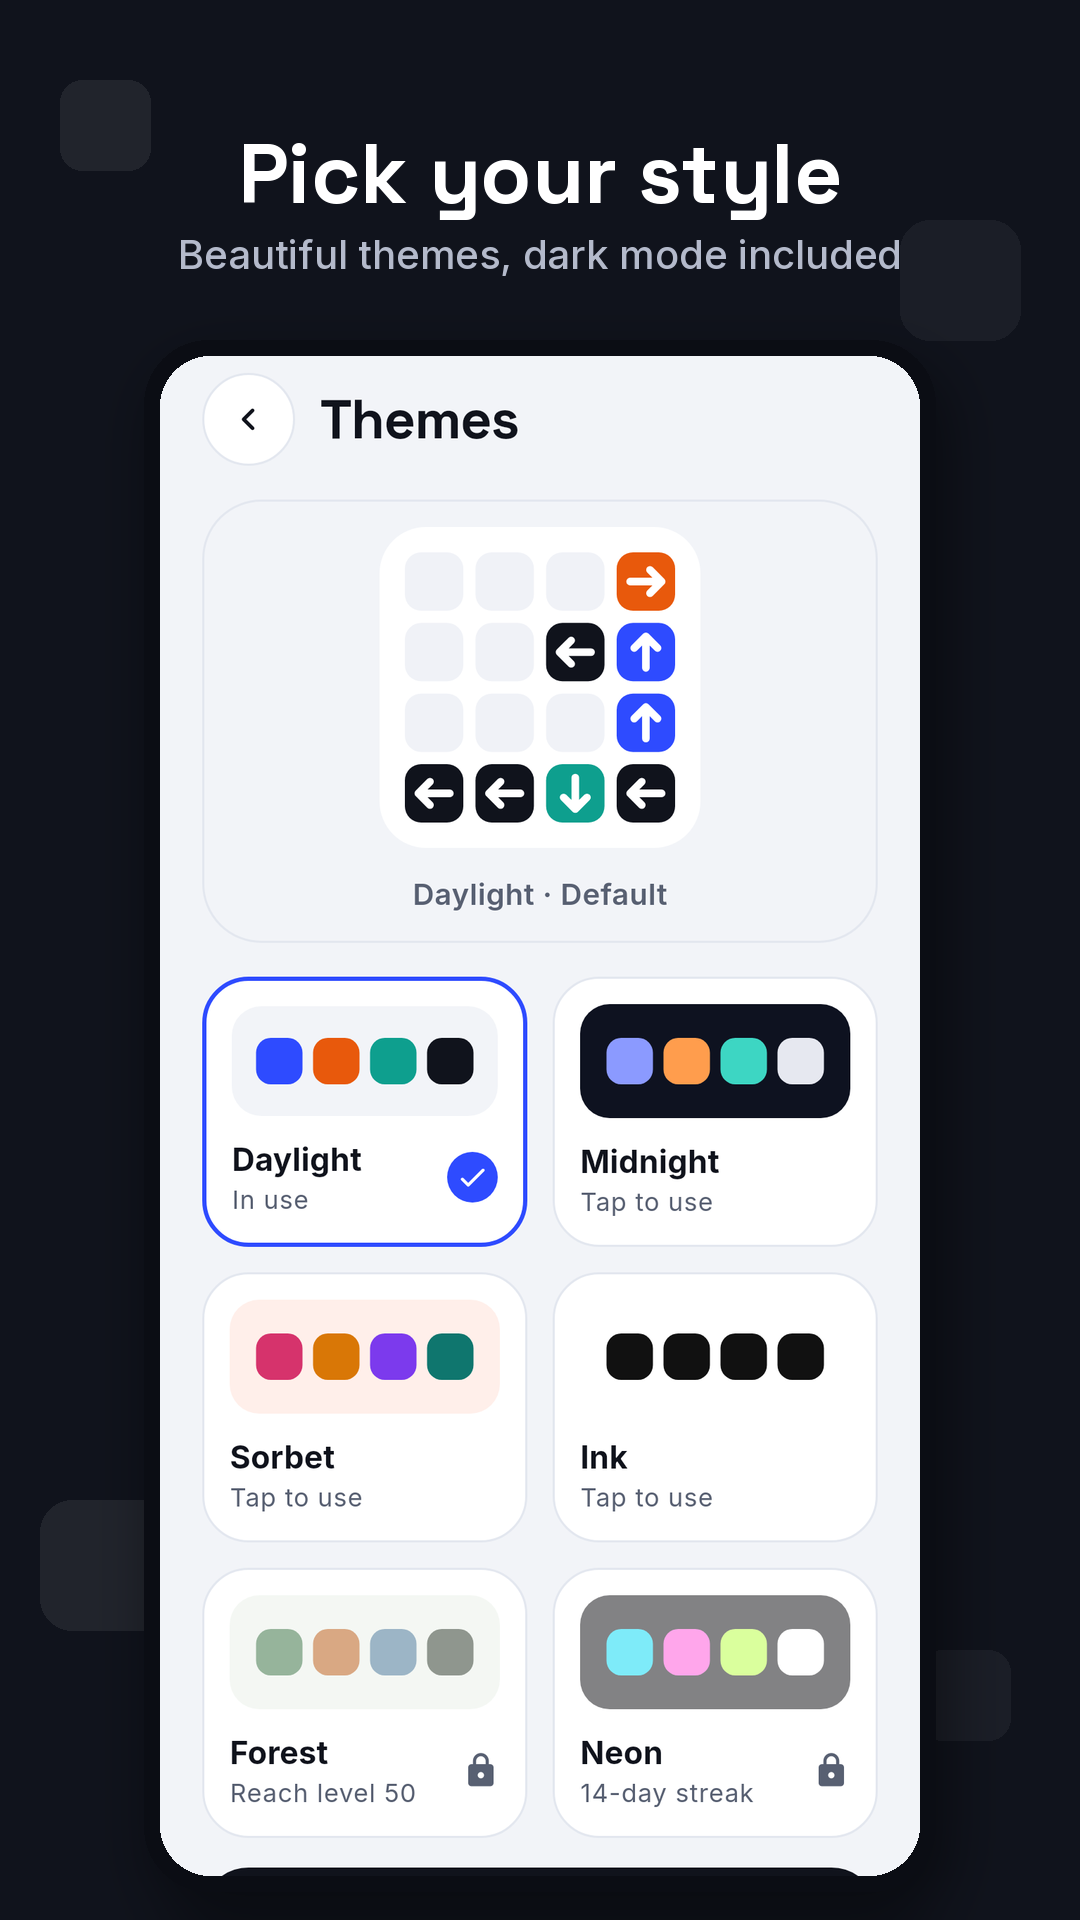 Pick your style
Beautiful themes, dark mode included
Themes
Daylight · Default
Daylight
In use
Midnight
Tap to use
Sorbet
Tap to use
Ink
Tap to use
Forest
Reach level 50
Neon
14-day streak